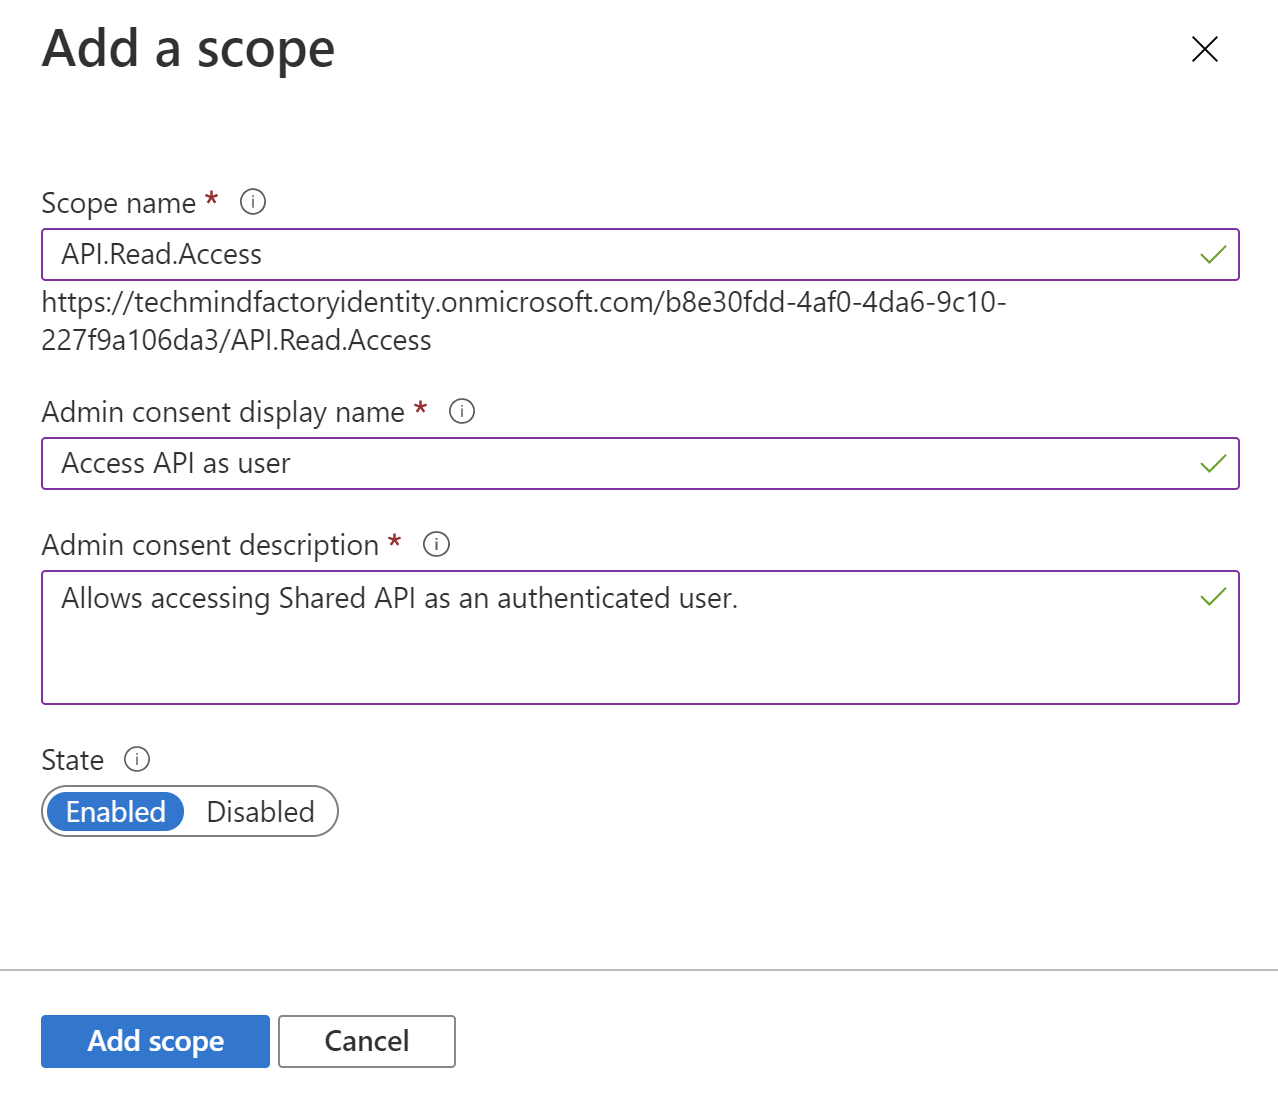 Add a scope
Scope name *
API.Read.Access
https://techmindfactoryidentity.onmicrosoft.com/b8e30fdd-4af0-4da6-9c10-
227f9a106da3/API.Read.Access
Admin consent display name *
Access API as user
Admin consent description *
Allows accessing Shared API as an authenticated user.
State
Enabled Disabled
Add scope Cancel